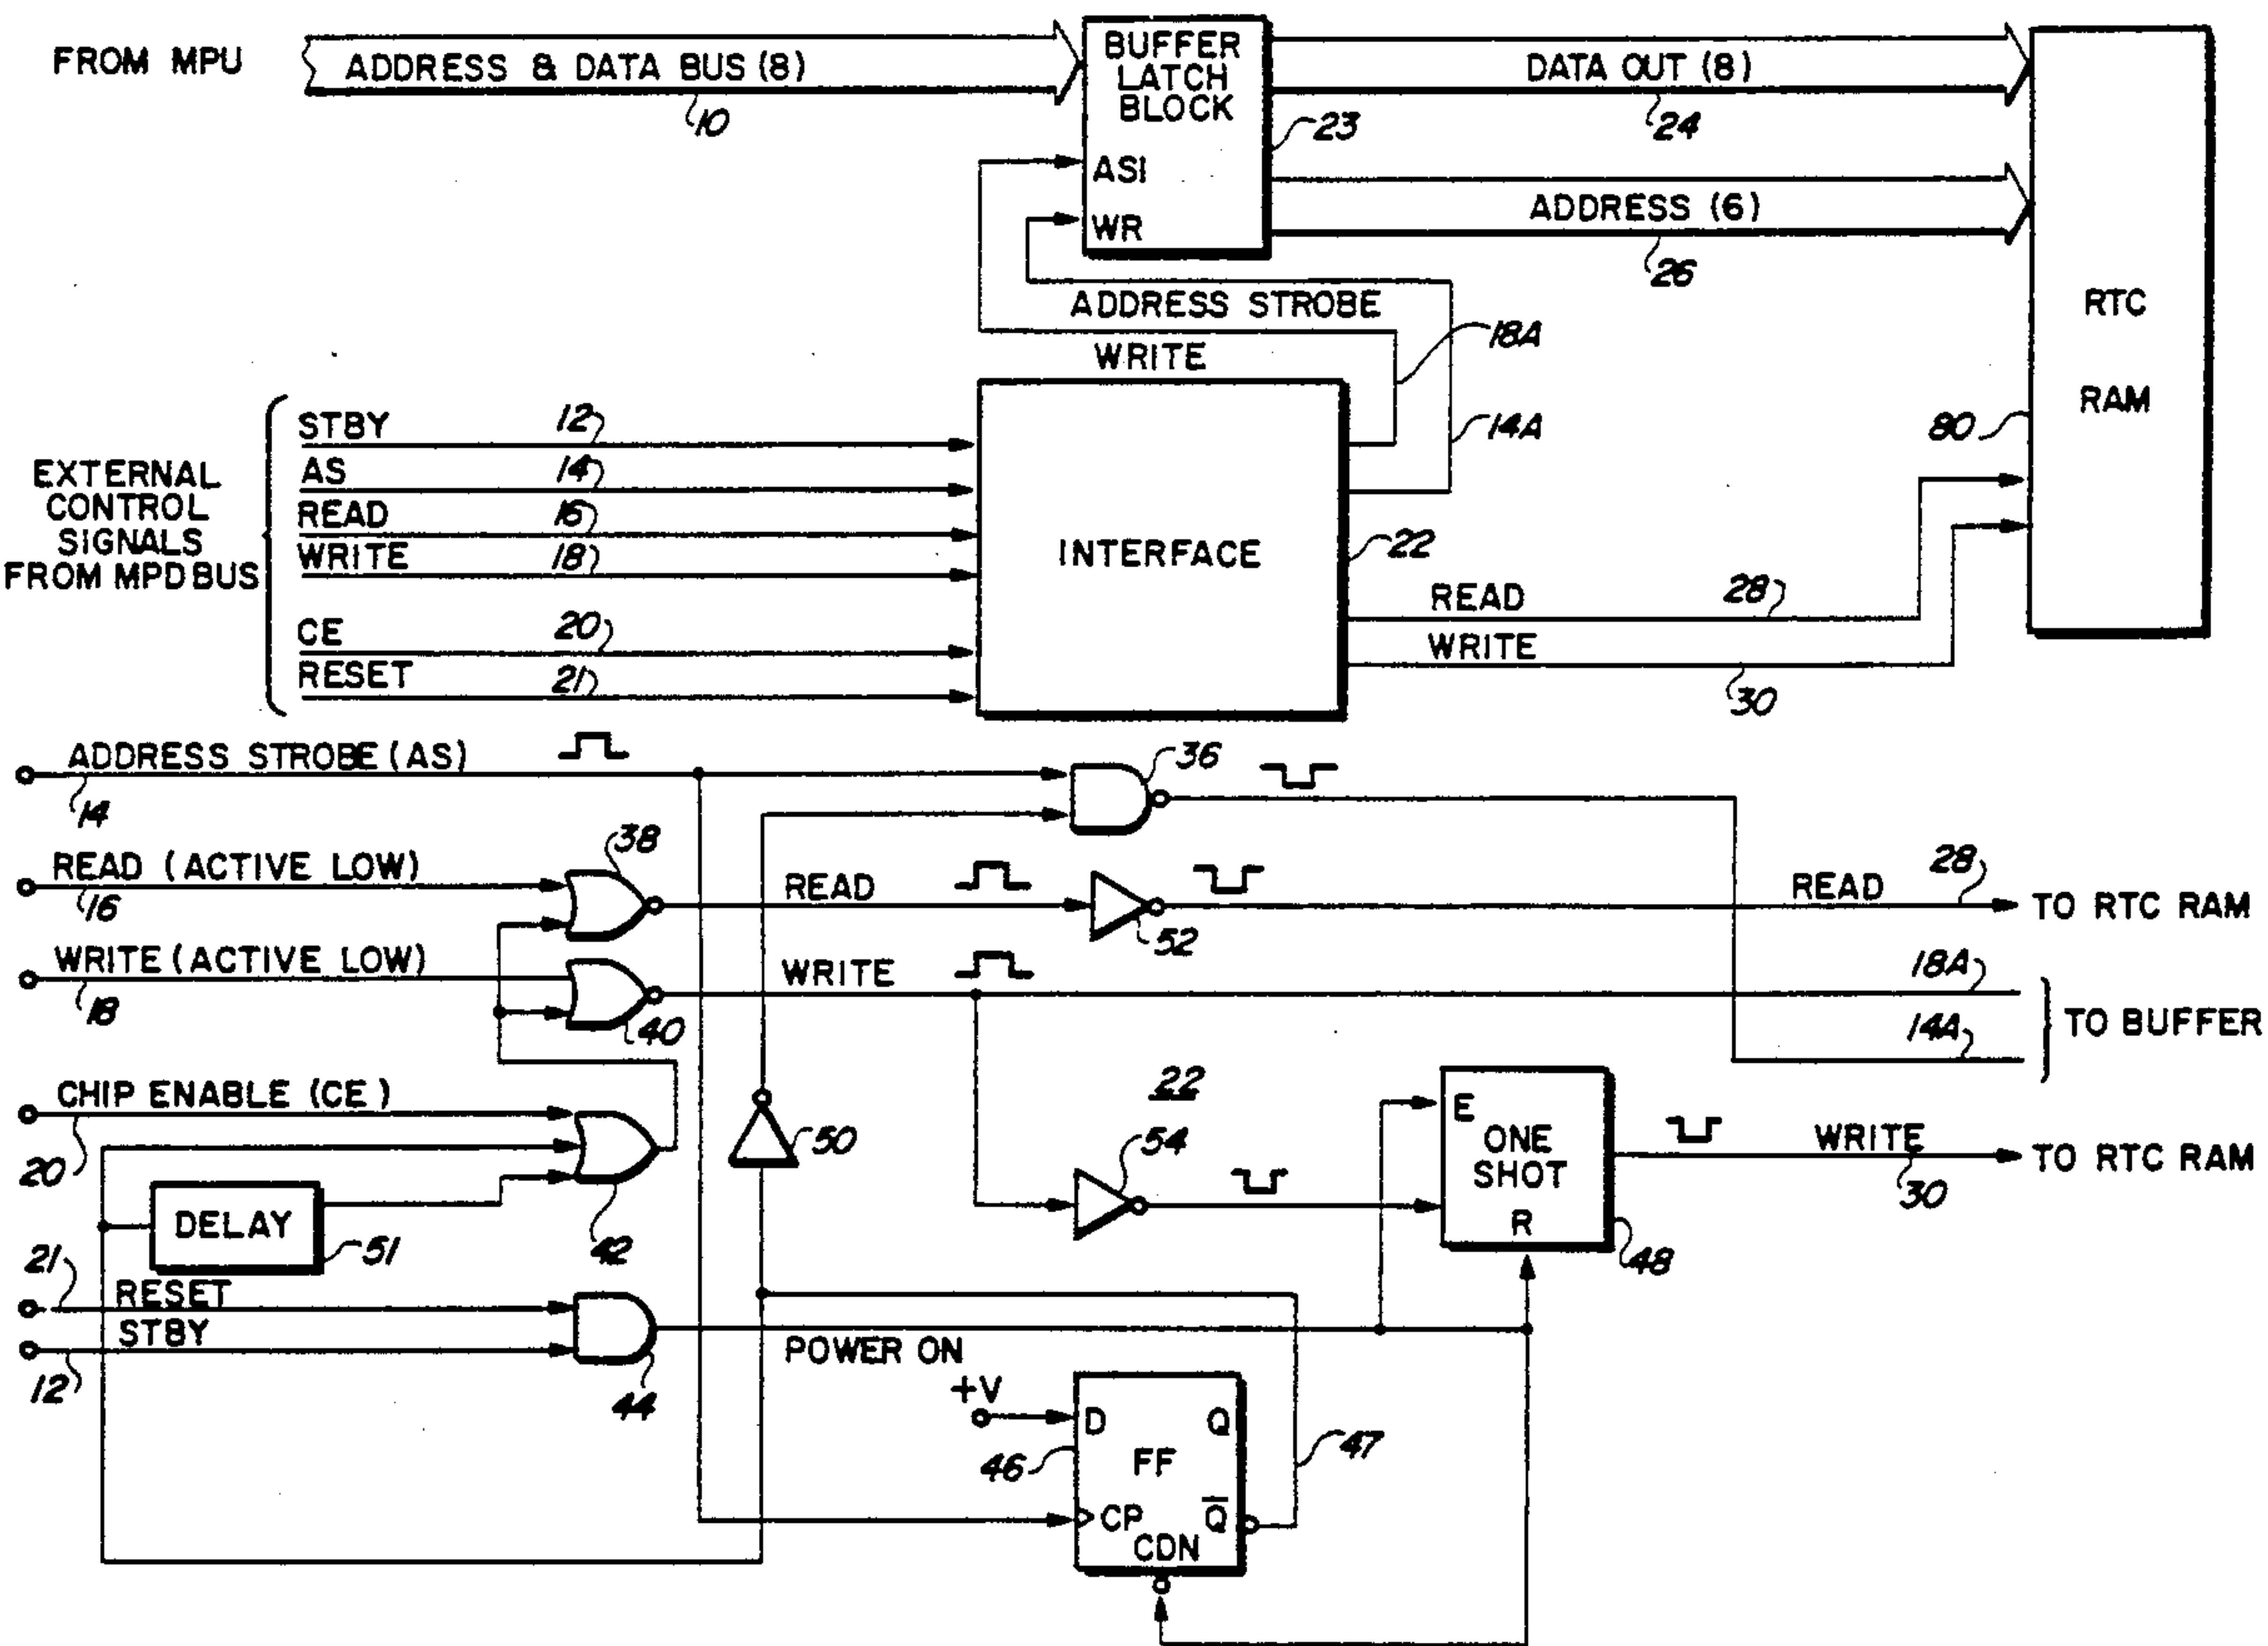 FROM MPU
ADDRESS & DATA BUS (8)
10
BUFFER
LATCH
BLOCK
ASI
WR
23
DATA OUT (8)
24
ADDRESS (6)
26
RTC
RAM
80
ADDRESS STROBE
WRITE
18A
14A
EXTERNAL
CONTROL
SIGNALS
FROM MPD BUS
STBY 12
AS 14
READ 16
WRITE 18
CE 20
RESET 21
INTERFACE
22
READ 28
WRITE
30
ADDRESS STROBE (AS)
14
36
READ (ACTIVE LOW)
16
38
READ
52
READ
28
TO RTC RAM
WRITE (ACTIVE LOW)
18
40
WRITE
18A
14A
TO BUFFER
CHIP ENABLE (CE)
20
42
50
22
54
E
ONE
SHOT
R
48
WRITE
30
TO RTC RAM
DELAY
51
21
RESET
STBY
12
44
POWER ON
+V
D Q
46
FF
CP Q̅
CDN
47